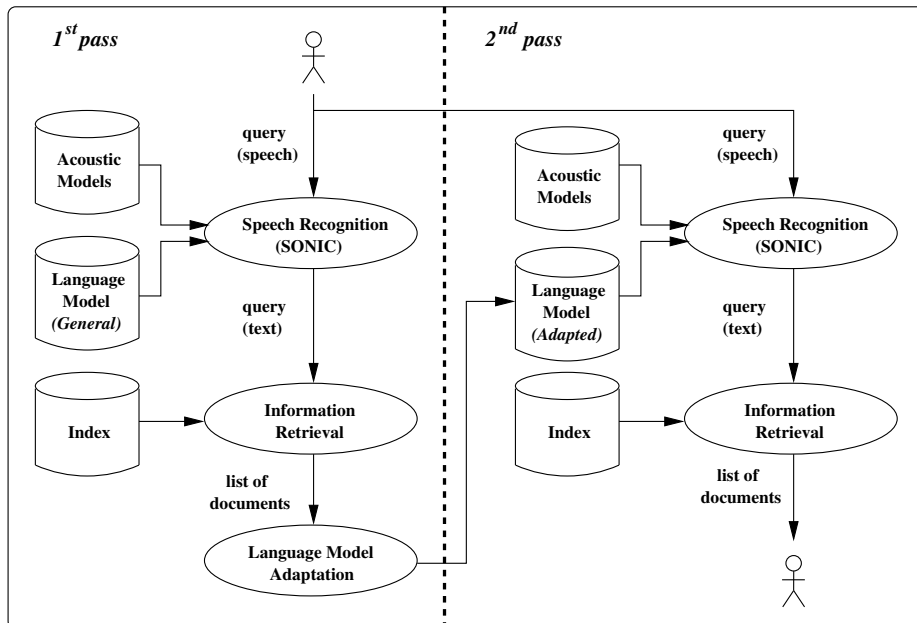 1st pass
query
(speech)
Acoustic
Models
Speech Recognition
(SONIC)
Language
Model
(General)
query
(text)
Index
Information
Retrieval
list of
documents
Language Model
Adaptation
2nd pass
query
(speech)
Acoustic
Models
Speech Recognition
(SONIC)
Language
Model
(Adapted)
query
(text)
Index
Information
Retrieval
list of
documents